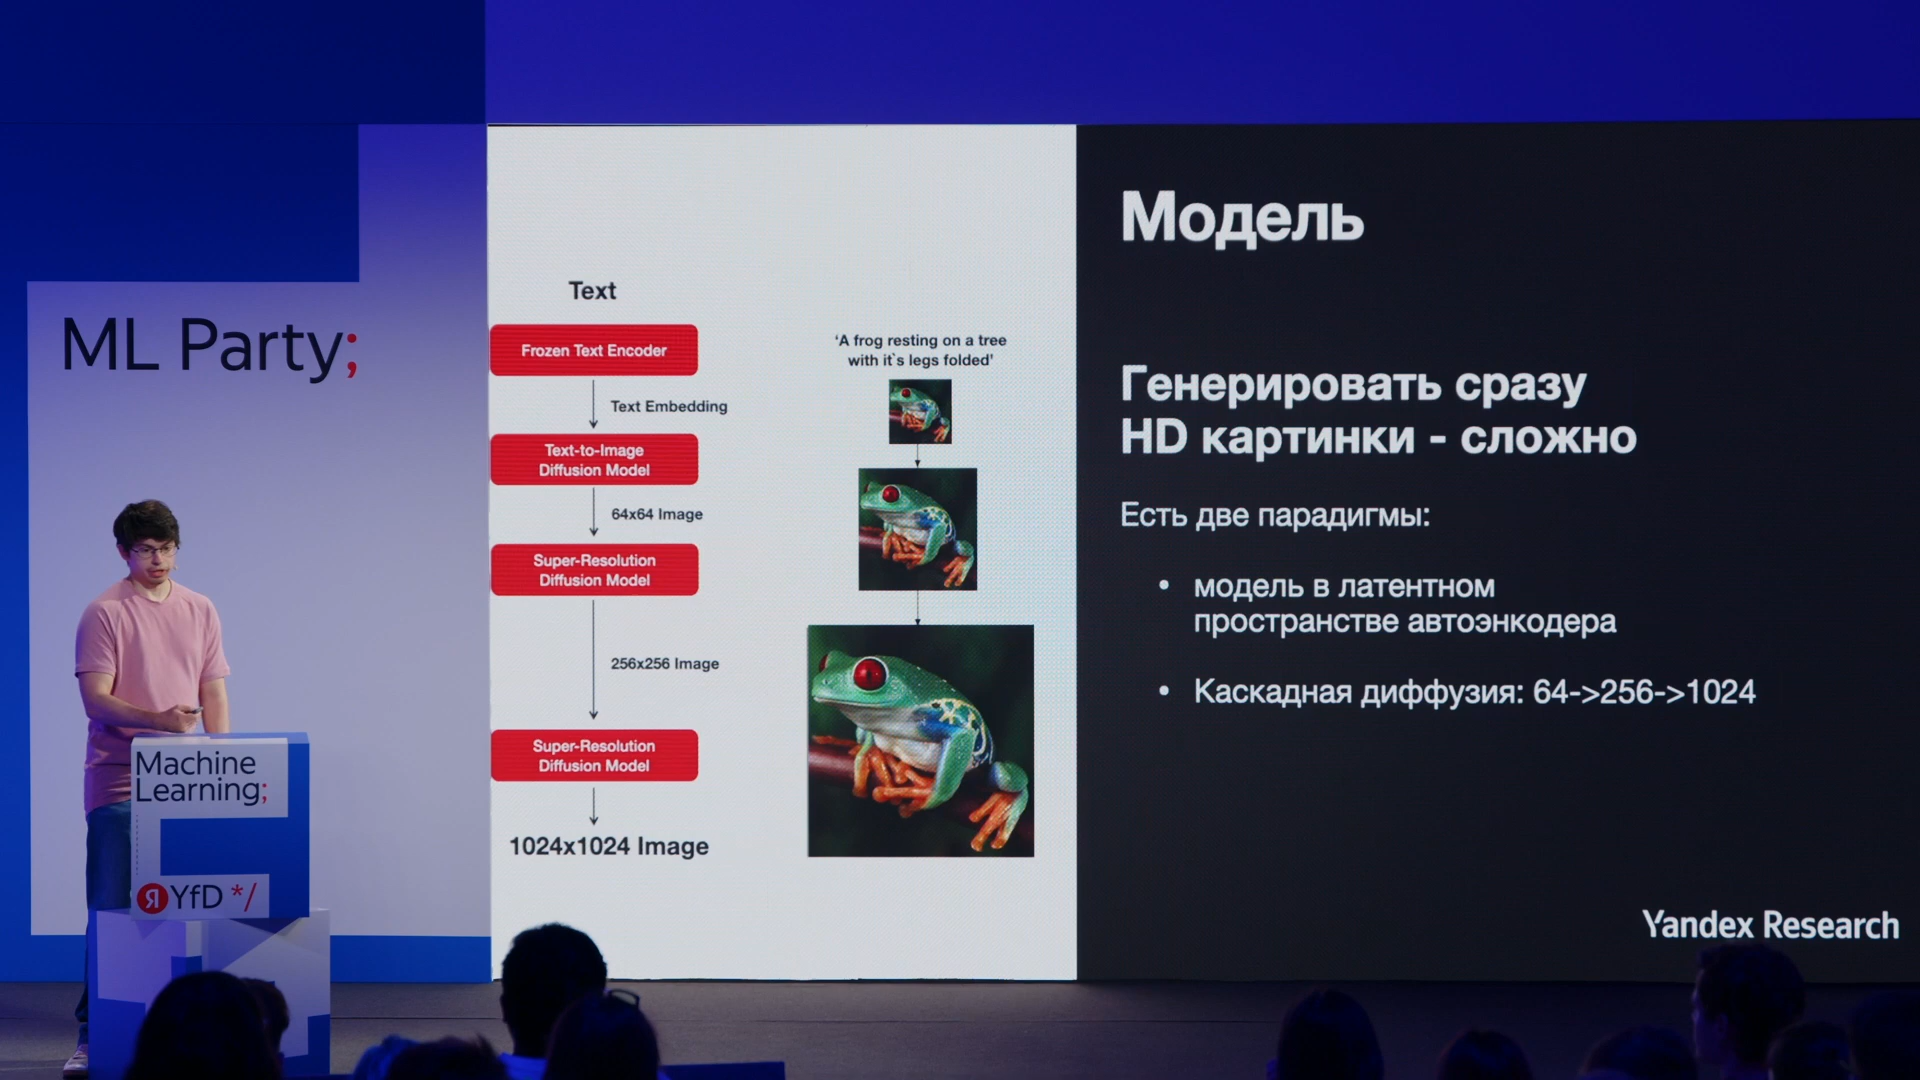 ML Party;
Machine
Learning;
Я YfD */
Text
Frozen Text Encoder
Text Embedding
Text-to-Image
Diffusion Model
64x64 Image
Super-Resolution
Diffusion Model
256x256 Image
Super-Resolution
Diffusion Model
1024x1024 Image
‘A frog resting on a tree
with it`s legs folded’
Модель
Генерировать сразу
HD картинки - сложно
Есть две парадигмы:
• модель в латентном
пространстве автоэнкодера
• Каскадная диффузия: 64->256->1024
Yandex Research